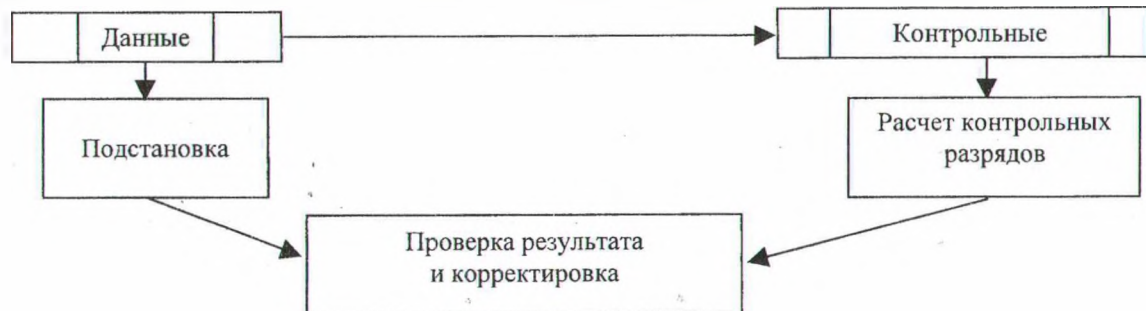 Данные
Контрольные
Подстановка
Расчет контрольных
разрядов
Проверка результата
и корректировка